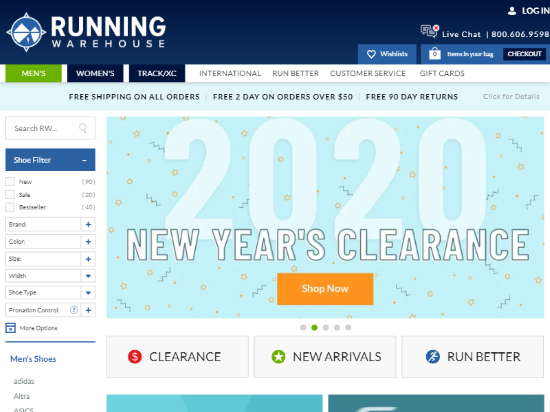 LOG IN
RUNNING
WAREHOUSE
Live Chat | 800.606.9598
Wishlists
0
Items in your bag
CHECKOUT
MEN'S
WOMEN'S
TRACK/XC
INTERNATIONAL
RUN BETTER
CUSTOMER SERVICE
GIFT CARDS
FREE SHIPPING ON ALL ORDERS | FREE 2 DAY ON ORDERS OVER $50 | FREE 90 DAY RETURNS
Click for Details
Search RW...
Shoe Filter −
New (90)
Sale (20)
Bestseller (40)
Brand: +
Color: +
Size: +
Width
Shoe Type
Pronation Control: ? +
More Options
Men's Shoes
adidas
Altra
ASICS
2020
NEW YEAR'S CLEARANCE
Shop Now
$ CLEARANCE
NEW ARRIVALS
RUN BETTER